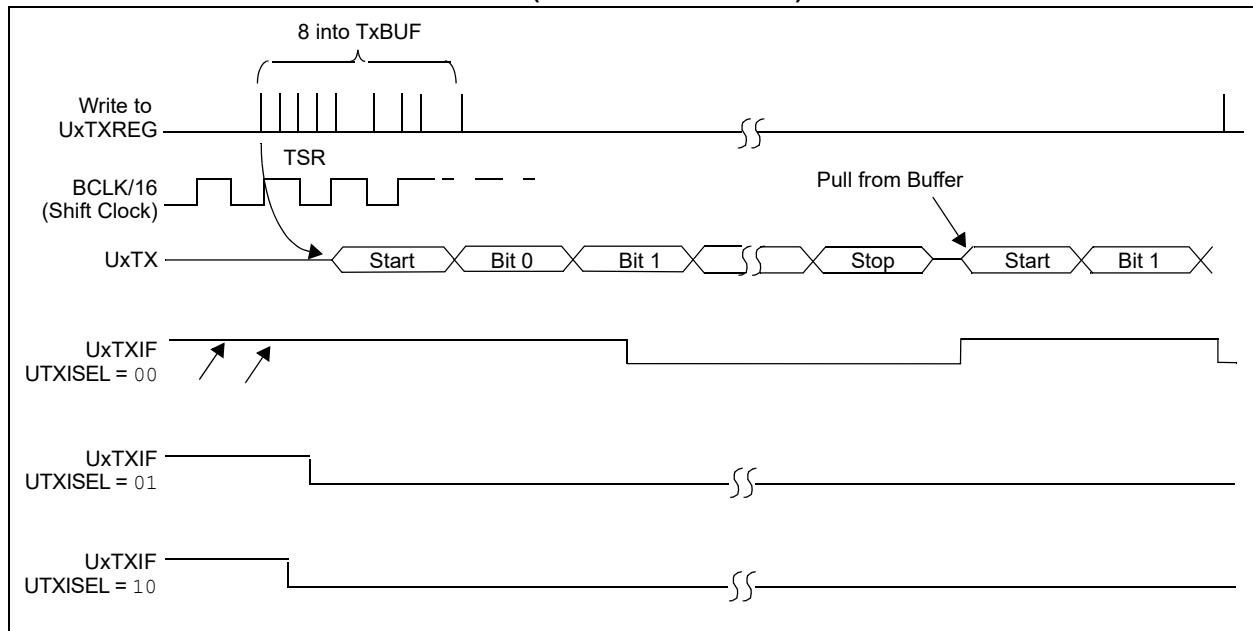 8 into TxBUF
Write to
UxTXREG
TSR
BCLK/16
(Shift Clock)
Pull from Buffer
UxTX
Start
Bit 0
Bit 1
Stop
Start
Bit 1
UxTXIF
UTXISEL = 00
UxTXIF
UTXISEL = 01
UxTXIF
UTXISEL = 10